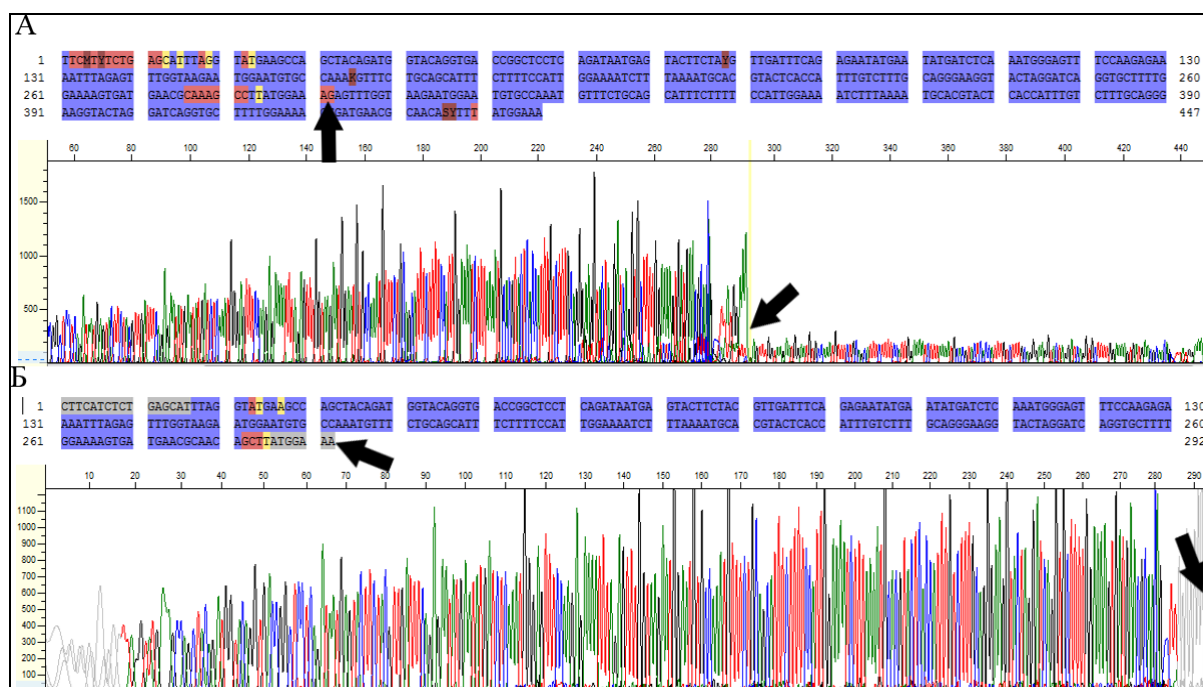 А
1 TTCMTYTCTG AGCATTTAGG TATGAAGCCA GCTACAGATG GTACAGGTGA CCGGCTCCTC AGATAATGAG TACTTCTAYG TTGATTTCAG AGAATATGAA TATGATCTCA AATGGGAGTT TCCAAGAGAA 130
131 AATTTAGAGT TTGGTAAGAA TGGAATGTGC CAAAKGTTTC TGCAGCATTC TTTTTCCATT GGAAAATCTT TAAAATGCAC GTACTCACCA TTTGTCTTTG CAGGGAAGGT ACTAGGATCA GGTGCTTTTG 260
261 GAAAAGTGAT GAACGCAAAG CCTTATGGAA AGAGTTTGGT AAGAATGGAA TGTGCCAAAT GTTTCTGCAG CATTCTTTTT CCATTGGAAA ATCTTTAAAA TGCACGTACT CACCATTTGT CTTTGCAGGG 390
391 AAGGTACTAG GATCAGGTGC TTTTGGAAAA GATGAACG CAACASYTTT ATGGAAA 447
60 80 100 120 140 160 180 200 220 240 260 280 300 320 340 360 380 400 420 440
1500
1000
500
Б
1 CTTCATCTCT GAGCATTTAG GTATGAAGCC AGCTACAGAT GGTACAGGTG ACCGGCTCCT CAGATAATGA GTACTTCTAC GTTGATTTCA GAGAATATGA ATATGATCTC AAATGGGAGT TTCCAAGAGA 130
131 AAATTTAGAG TTTGGTAAGA ATGGAATGTG CCAAATGTTT CTGCAGCATT TTCTTTTCCAT TGGAAAATCT TTAAAATGCA CGTACTCACC ATTTGTCTTT GCAGGGAAGG TACTAGGATC AGGTGCTTTT 260
261 GGAAAAGTGA TGAACGCAAC AGCTTATGGA AA 292
10 20 30 40 50 60 70 80 90 100 110 120 130 140 150 160 170 180 190 200 210 220 230 240 250 260 270 280 290
1100
1000
900
800
700
600
500
400
300
200
100